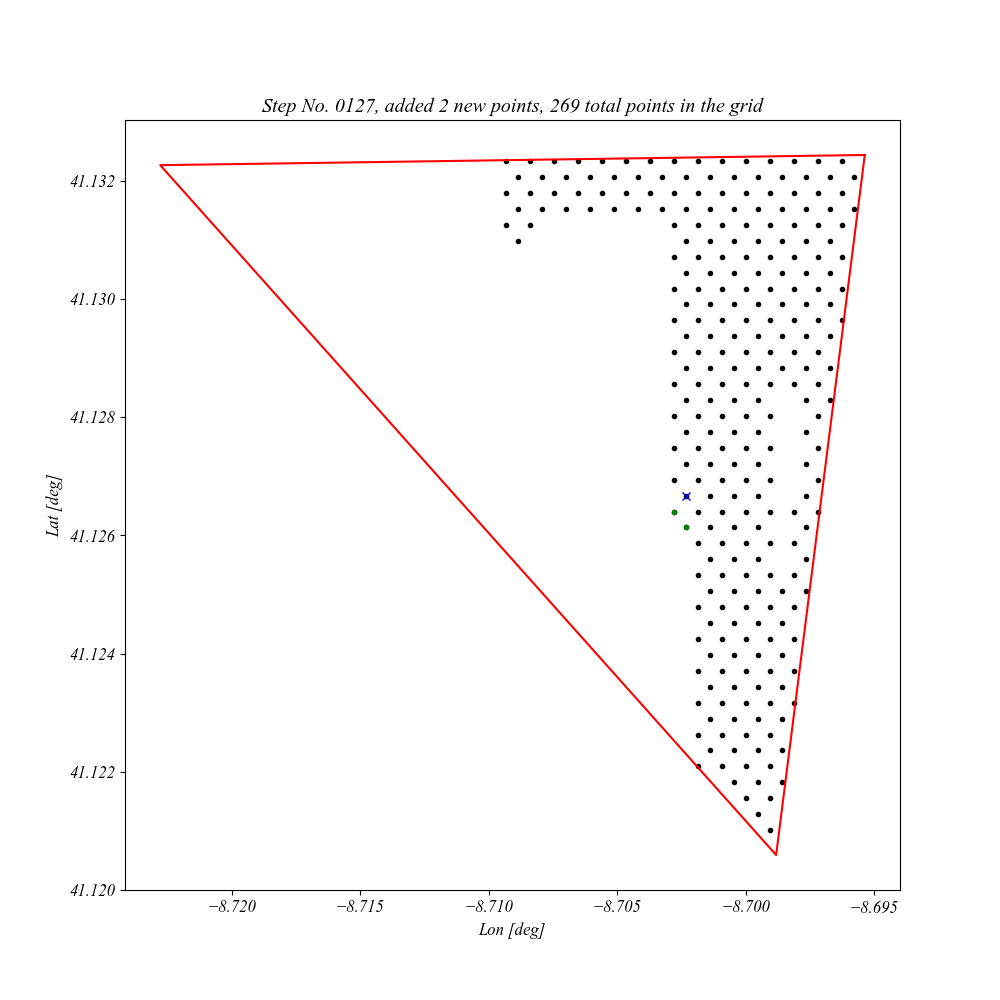 Step No. 0127, added 2 new points, 269 total points in the grid
41.132
41.130
41.128
41.126
41.124
41.122
41.120
Lat [deg]
−8.720 −8.715 −8.710 −8.705 −8.700 −8.695
Lon [deg]